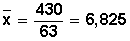 x̅ = 430/63 = 6,825